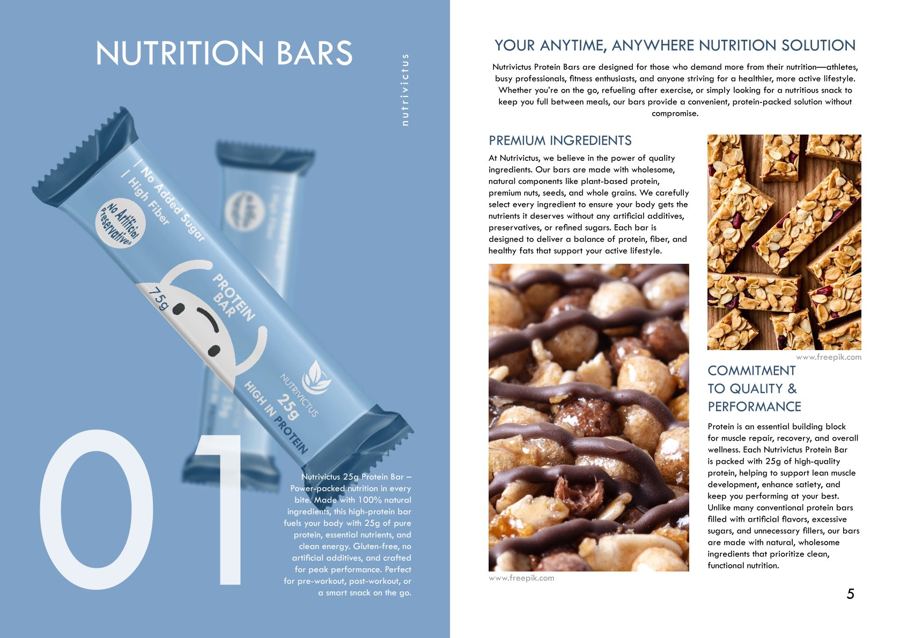 NUTRITION BARS
nutrivictus
| No Added Sugar
| High Fiber
No Artificial
Preservatives
75g
PROTEIN
BAR
NUTRIVICTUS
25g
HIGH IN PROTEIN
01
Nutrivictus 25g Protein Bar –
Power-packed nutrition in every
bite. Made with 100% natural
ingredients, this high-protein bar
fuels your body with 25g of pure
protein, essential nutrients, and
clean energy. Gluten-free, no
artificial additives, and crafted
for peak performance. Perfect
for pre-workout, post-workout, or
a smart snack on the go.
YOUR ANYTIME, ANYWHERE NUTRITION SOLUTION
Nutrivictus Protein Bars are designed for those who demand more from their nutrition—athletes,
busy professionals, fitness enthusiasts, and anyone striving for a healthier, more active lifestyle.
Whether you're on the go, refueling after exercise, or simply looking for a nutritious snack to
keep you full between meals, our bars provide a convenient, protein-packed solution without
compromise.
PREMIUM INGREDIENTS
At Nutrivictus, we believe in the power of quality
ingredients. Our bars are made with wholesome,
natural components like plant-based protein,
premium nuts, seeds, and whole grains. We carefully
select every ingredient to ensure your body gets the
nutrients it deserves without any artificial additives,
preservatives, or refined sugars. Each bar is
designed to deliver a balance of protein, fiber, and
healthy fats that support your active lifestyle.
www.freepik.com
www.freepik.com
COMMITMENT
TO QUALITY &
PERFORMANCE
Protein is an essential building block
for muscle repair, recovery, and overall
wellness. Each Nutrivictus Protein Bar
is packed with 25g of high-quality
protein, helping to support lean muscle
development, enhance satiety, and
keep you performing at your best.
Unlike many conventional protein bars
filled with artificial flavors, excessive
sugars, and unnecessary fillers, our bars
are made with natural, wholesome
ingredients that prioritize clean,
functional nutrition.
5